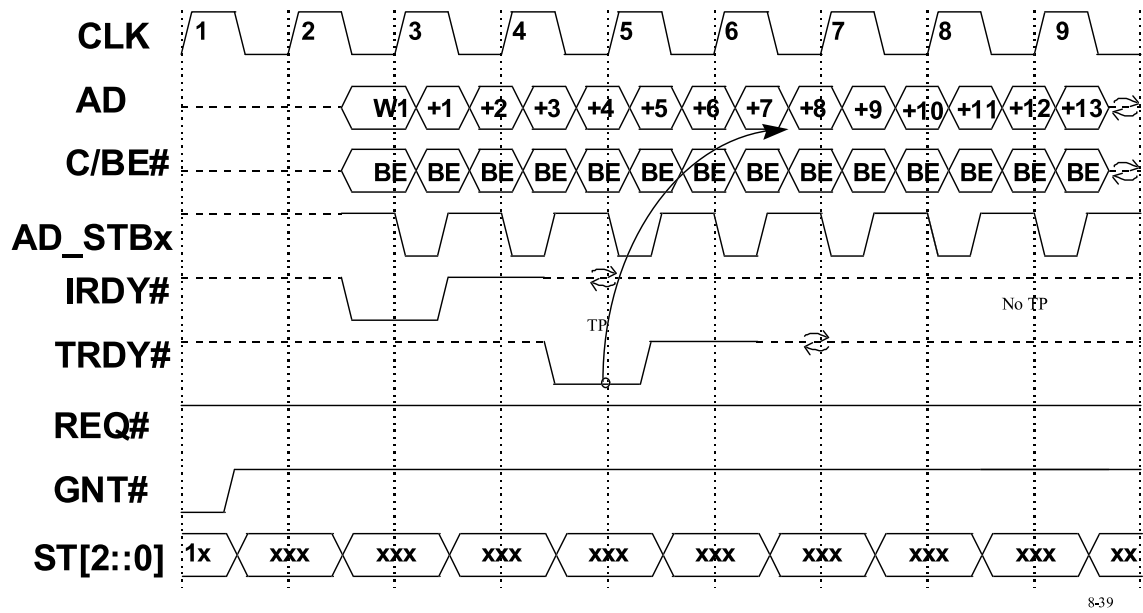 CLK 1 2 3 4 5 6 7 8 9
AD W1 +1 +2 +3 +4 +5 +6 +7 +8 +9 +10 +11 +12 +13
C/BE# BE BE BE BE BE BE BE BE BE BE BE BE BE BE
AD_STBx
IRDY#
No TP
TP
TRDY#
REQ#
GNT#
ST[2::0] 1x xxx xxx xxx xxx xxx xxx xxx xxx xx
8-39